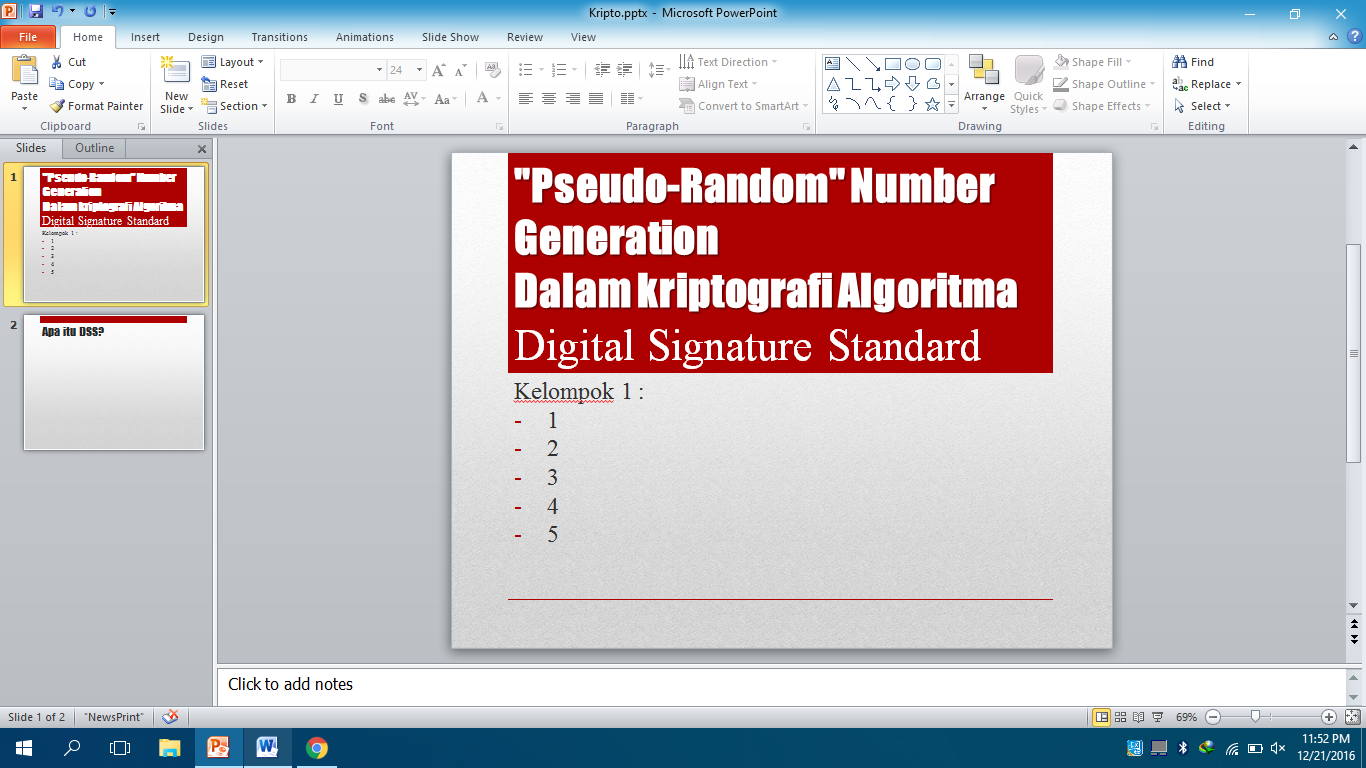 Kripto.pptx - Microsoft PowerPoint
File Home Insert Design Transitions Animations Slide Show Review View
Paste
Cut
Copy
Format Painter
Clipboard
New Slide
Layout
Reset
Section
Slides
24
B I U S abc AV Aa A
Font
Text Direction
Align Text
Convert to SmartArt
Paragraph
Arrange
Quick Styles
Shape Fill
Shape Outline
Shape Effects
Drawing
Find
Replace
Select
Editing
Slides Outline
1
"Pseudo-Random" Number
Generation
Dalam kriptografi Algoritma
Digital Signature Standard
Kelompok 1 :
- 1
- 2
- 3
- 4
- 5
2
Apa itu DSS?
"Pseudo-Random" Number
Generation
Dalam kriptografi Algoritma
Digital Signature Standard
Kelompok 1 :
- 1
- 2
- 3
- 4
- 5
Click to add notes
Slide 1 of 2 "NewsPrint" 69%
11:52 PM
12/21/2016